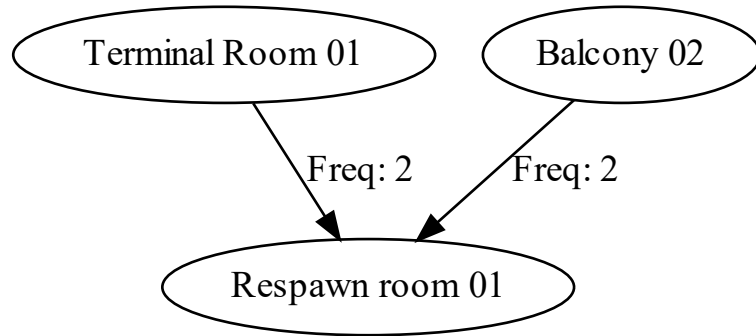 Terminal Room 01
Balcony 02
Freq: 2
Freq: 2
Respawn room 01